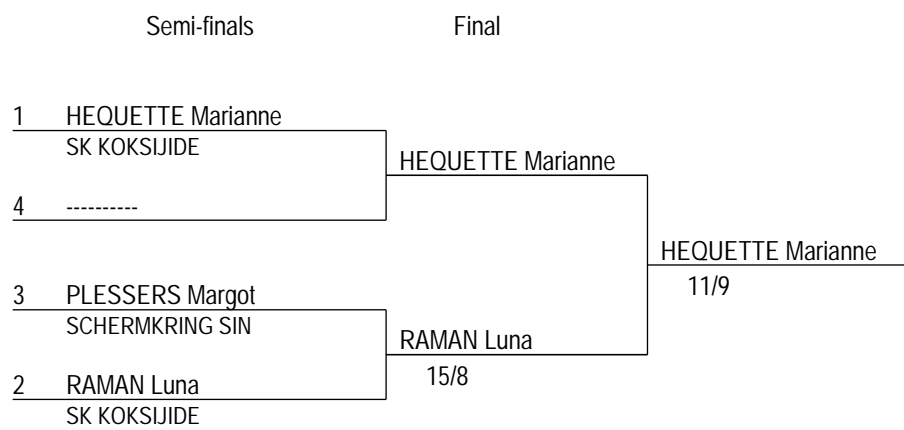 Semi-finals Final
1 HEQUETTE Marianne
SK KOKSIJIDE
HEQUETTE Marianne
4 ----------
HEQUETTE Marianne
11/9
3 PLESSERS Margot
SCHERMKRING SIN
RAMAN Luna
15/8
2 RAMAN Luna
SK KOKSIJIDE